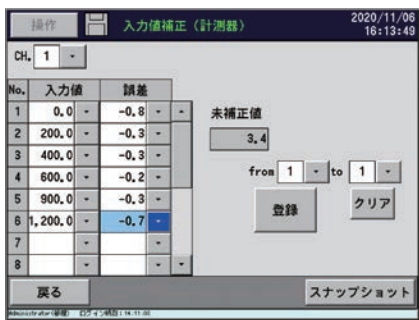 操作
入力値補正（計測器）
2020/11/06
16:13:49
CH. 1
No. 入力値 誤差
1 0.0 -0.8
2 200.0 -0.3
3 400.0 -0.3
4 600.0 -0.2
5 900.0 -0.3
6 1,200.0 -0.7
7
8
未補正値
3.4
from 1 to 1
登録
クリア
戻る
スナップショット